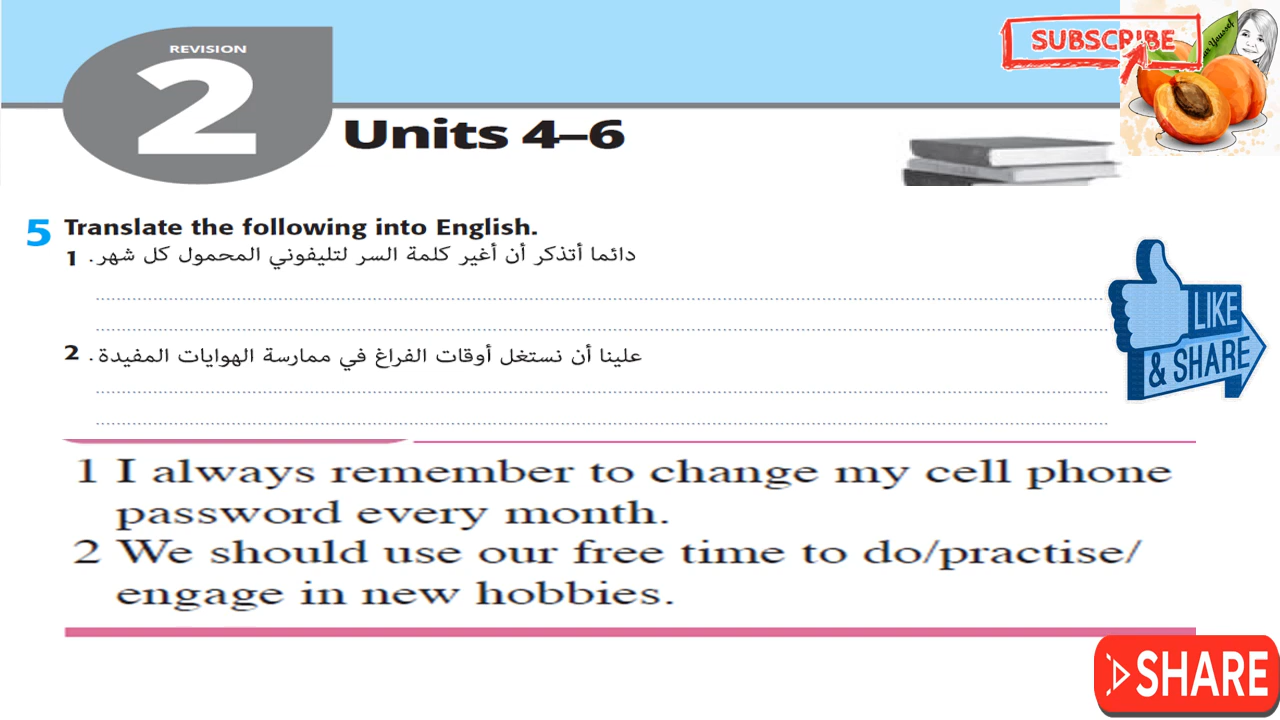 REVISION
2
Units 4–6
SUBSCRIBE
Youssef
5 Translate the following into English.
1 دائما أتذكر أن أغير كلمة السر لتليفوني المحمول كل شهر .
2 علينا أن نستغل أوقات الفراغ في ممارسة الهوايات المفيدة .
LIKE
& SHARE
1 I always remember to change my cell phone
password every month.
2 We should use our free time to do/practise/
engage in new hobbies.
SHARE